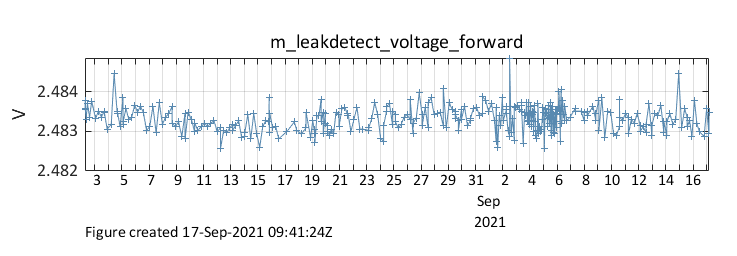 m_leakdetect_voltage_forward
V
2.484
2.483
2.482
3 5 7 9 11 13 15 17 19 21 23 25 27 29 31 2 4 6 8 10 12 14 16
Sep
2021
Figure created 17-Sep-2021 09:41:24Z